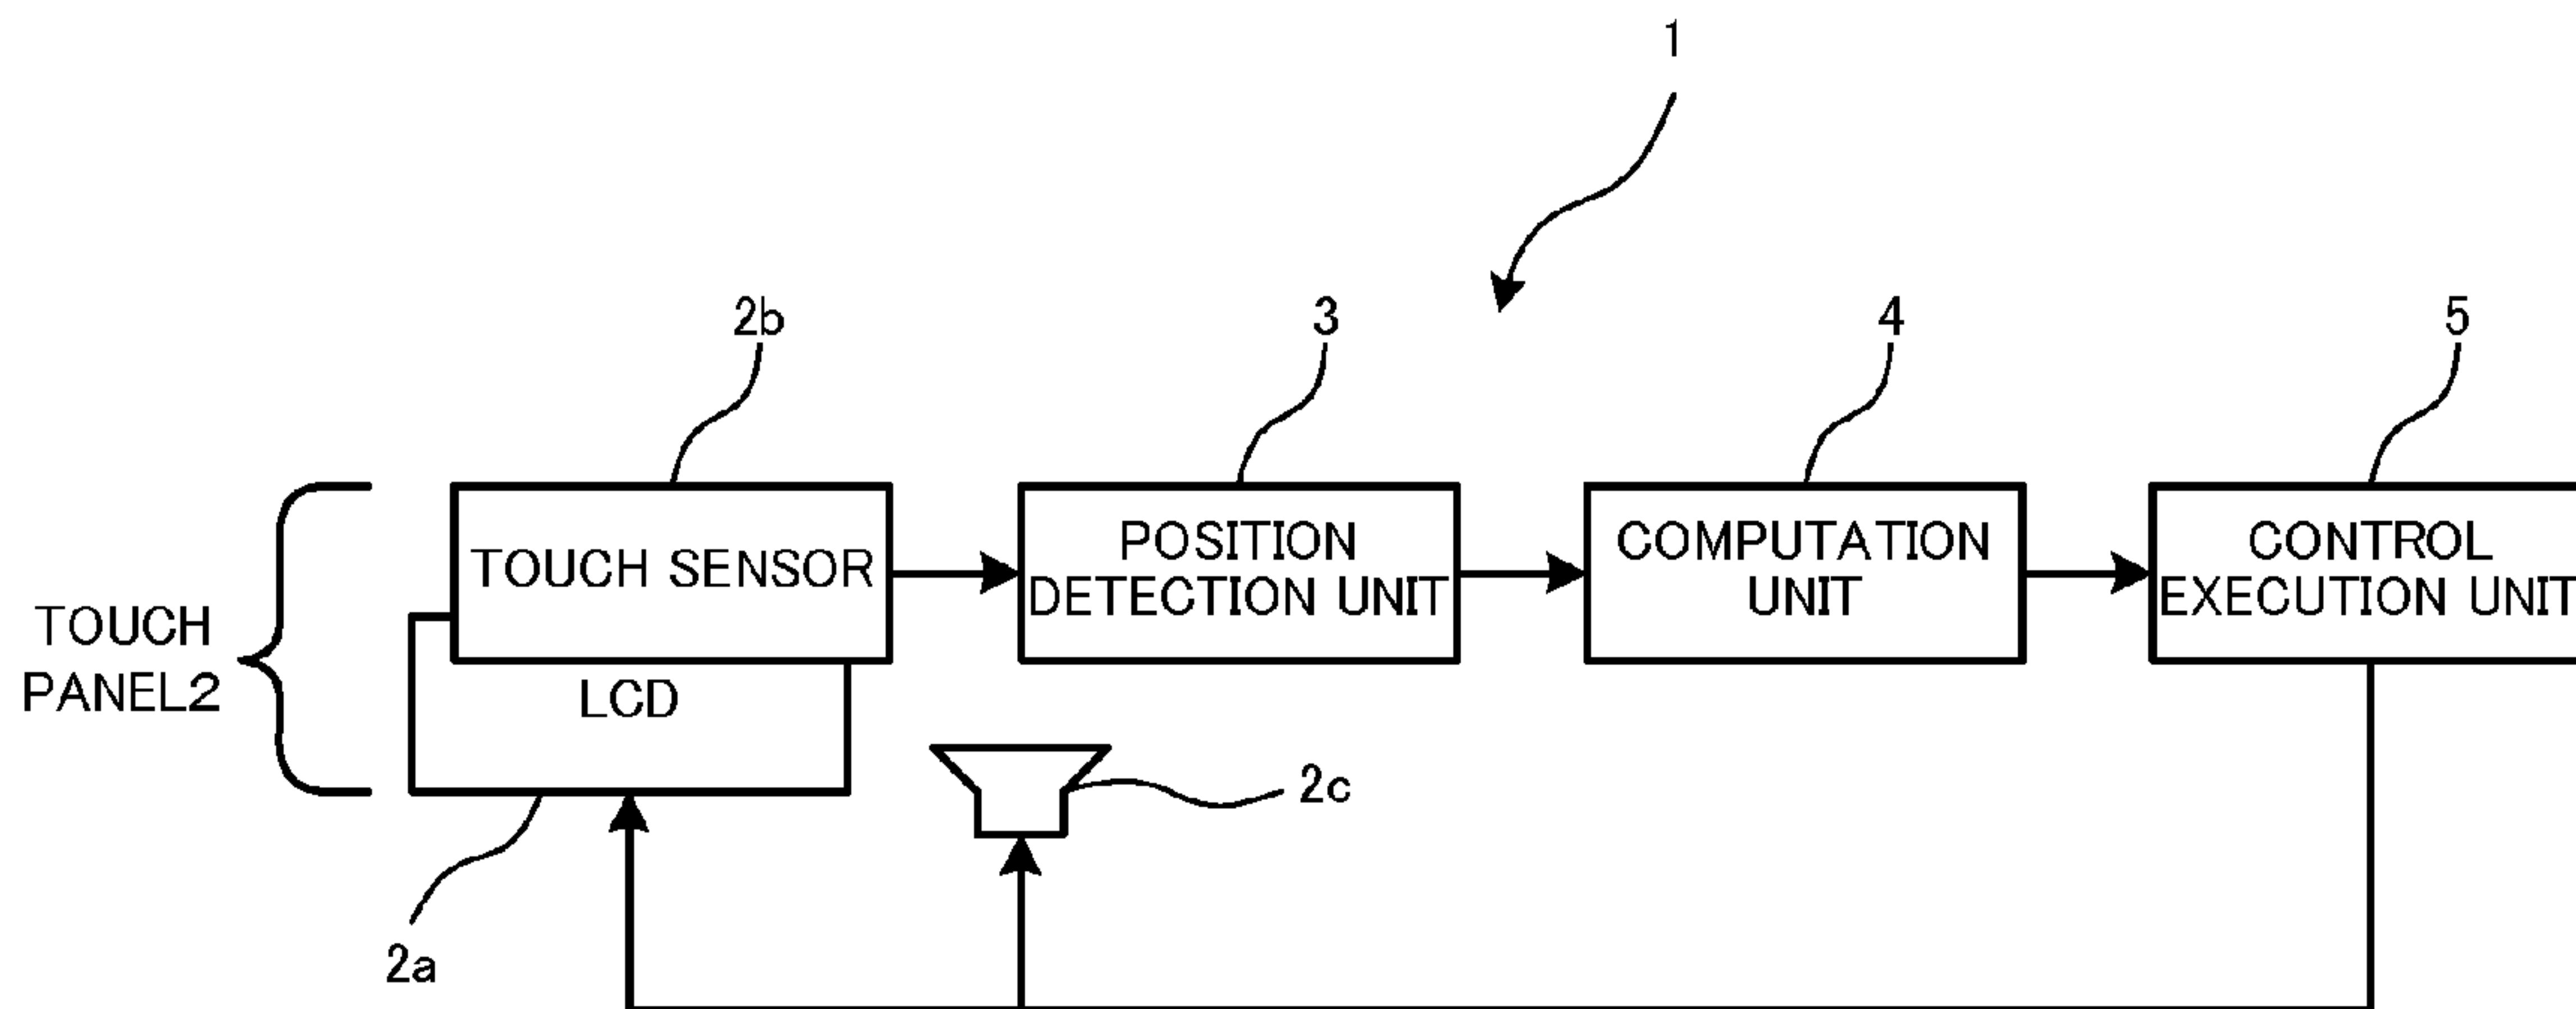 1
2b
3
4
5
TOUCH SENSOR
POSITION
DETECTION UNIT
COMPUTATION
UNIT
CONTROL
EXECUTION UNIT
TOUCH
PANEL2
LCD
2c
2a